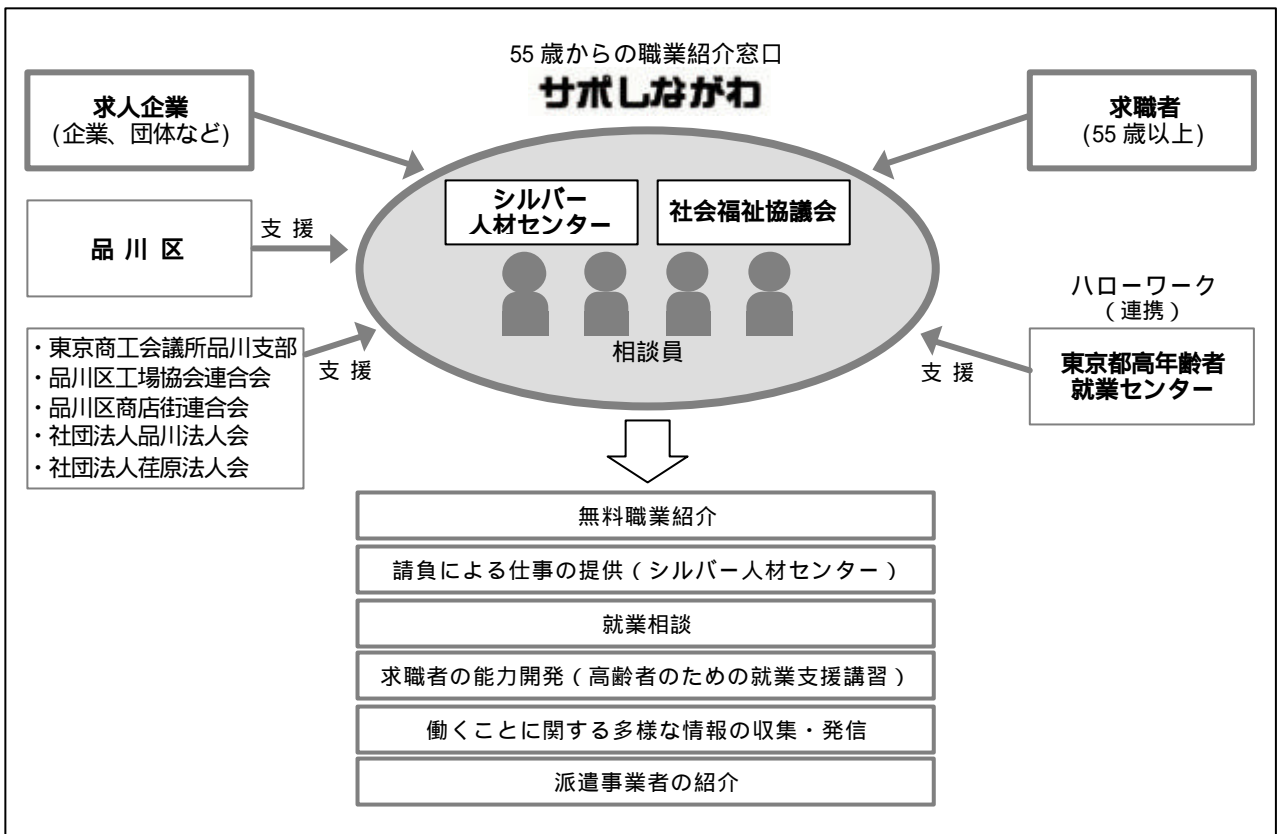 55 歳からの職業紹介窓口
サポしながわ
求人企業
(企業、団体など)
求職者
(55 歳以上)
シルバー
人材センター
社会福祉協議会
品 川 区
支 援
ハローワーク
（連携）
・東京商工会議所品川支部
・品川区工場協会連合会
・品川区商店街連合会
・社団法人品川法人会
・社団法人荏原法人会
支 援
相談員
支 援
東京都高年齢者
就業センター
無料職業紹介
請負による仕事の提供（シルバー人材センター）
就業相談
求職者の能力開発（高齢者のための就業支援講習）
働くことに関する多様な情報の収集・発信
派遣事業者の紹介